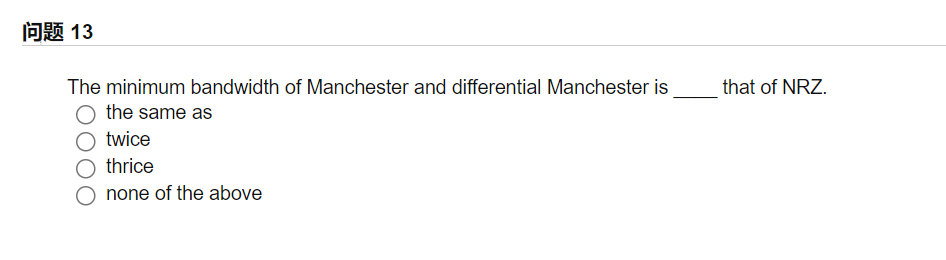 问题 13
The minimum bandwidth of Manchester and differential Manchester is ____ that of NRZ.
the same as
twice
thrice
none of the above